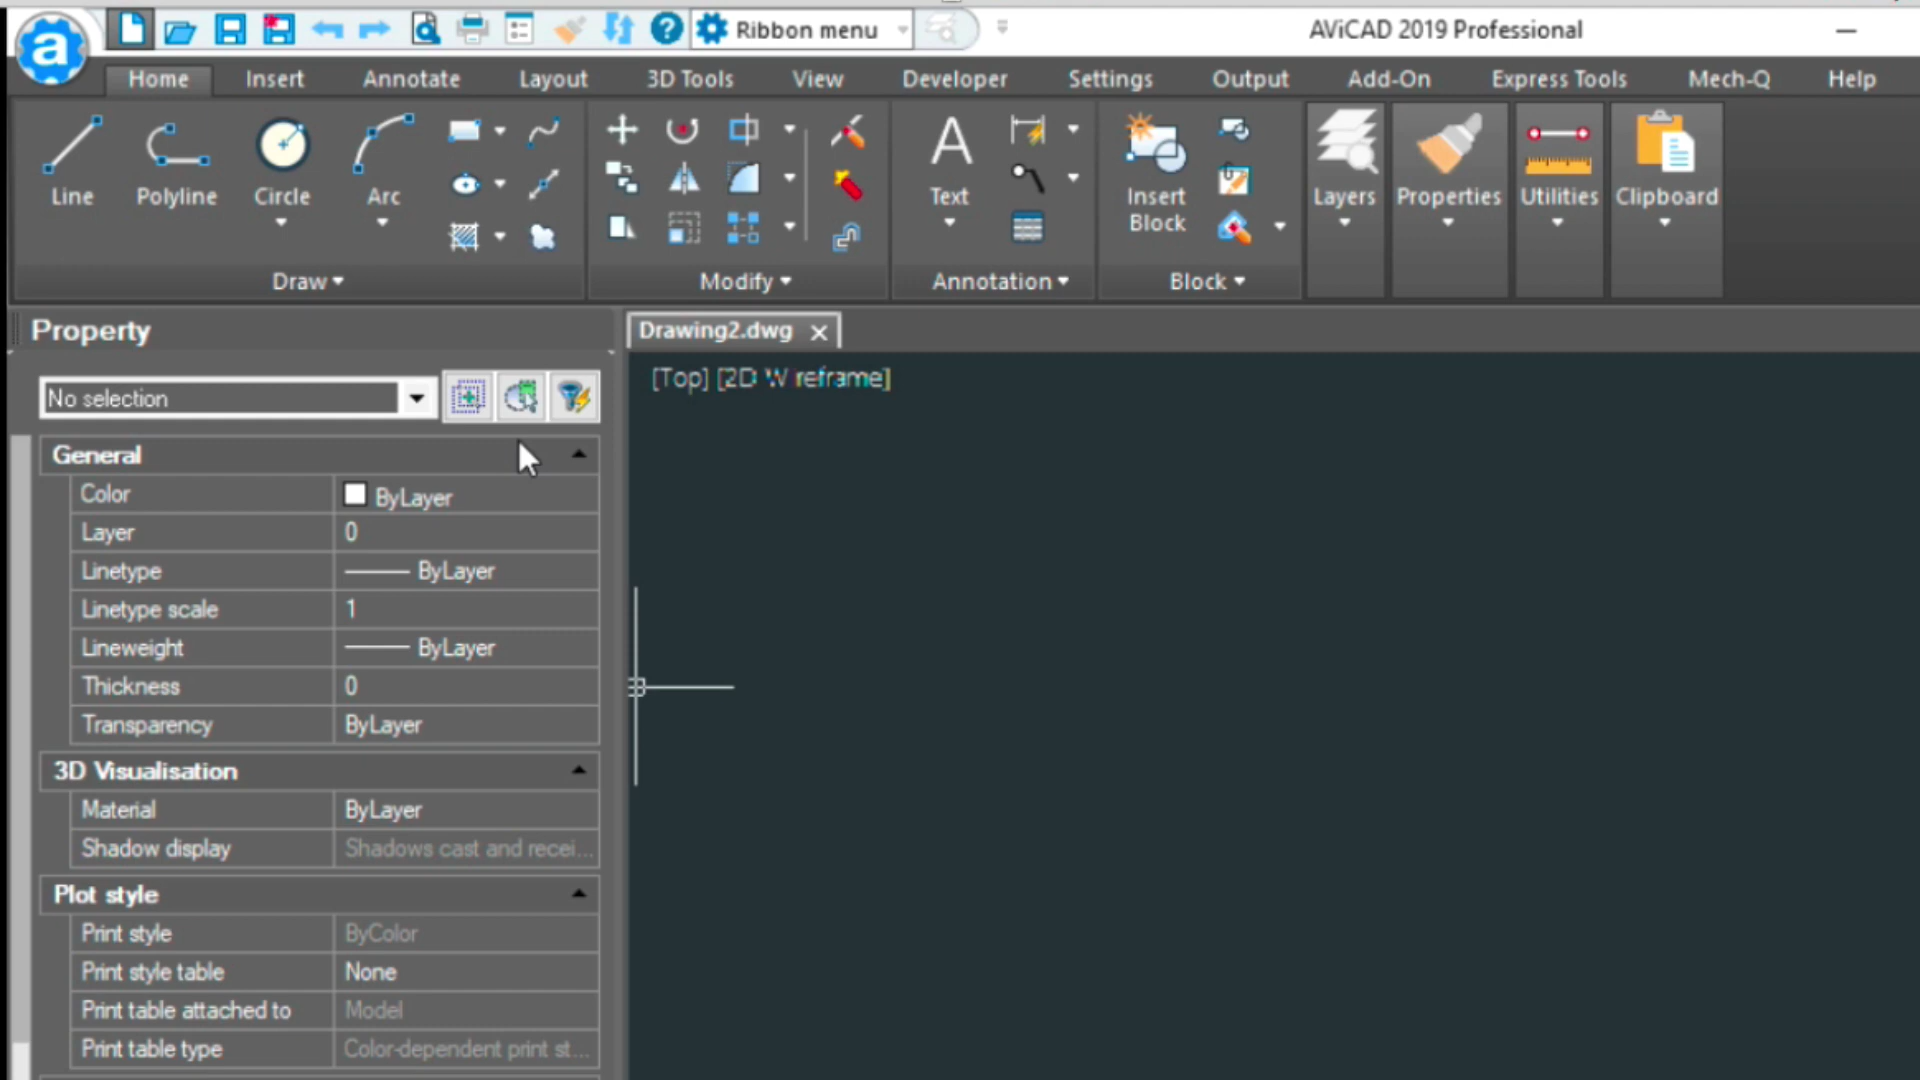 a Ribbon menu AViCAD 2019 Professional
Home Insert Annotate Layout 3D Tools View Developer Settings Output Add-On Express Tools Mech-Q Help
Line Polyline Circle Arc
A
Text
Insert
Block
Layers Properties Utilities Clipboard
Draw Modify Annotation Block
Property
Drawing2.dwg
[Top] [2D Wireframe]
No selection
General
Color ByLayer
Layer 0
Linetype ByLayer
Linetype scale 1
Lineweight ByLayer
Thickness 0
Transparency ByLayer
3D Visualisation
Material ByLayer
Shadow display Shadows cast and recei...
Plot style
Print style ByColor
Print style table None
Print table attached to Model
Print table type Color-dependent print st...